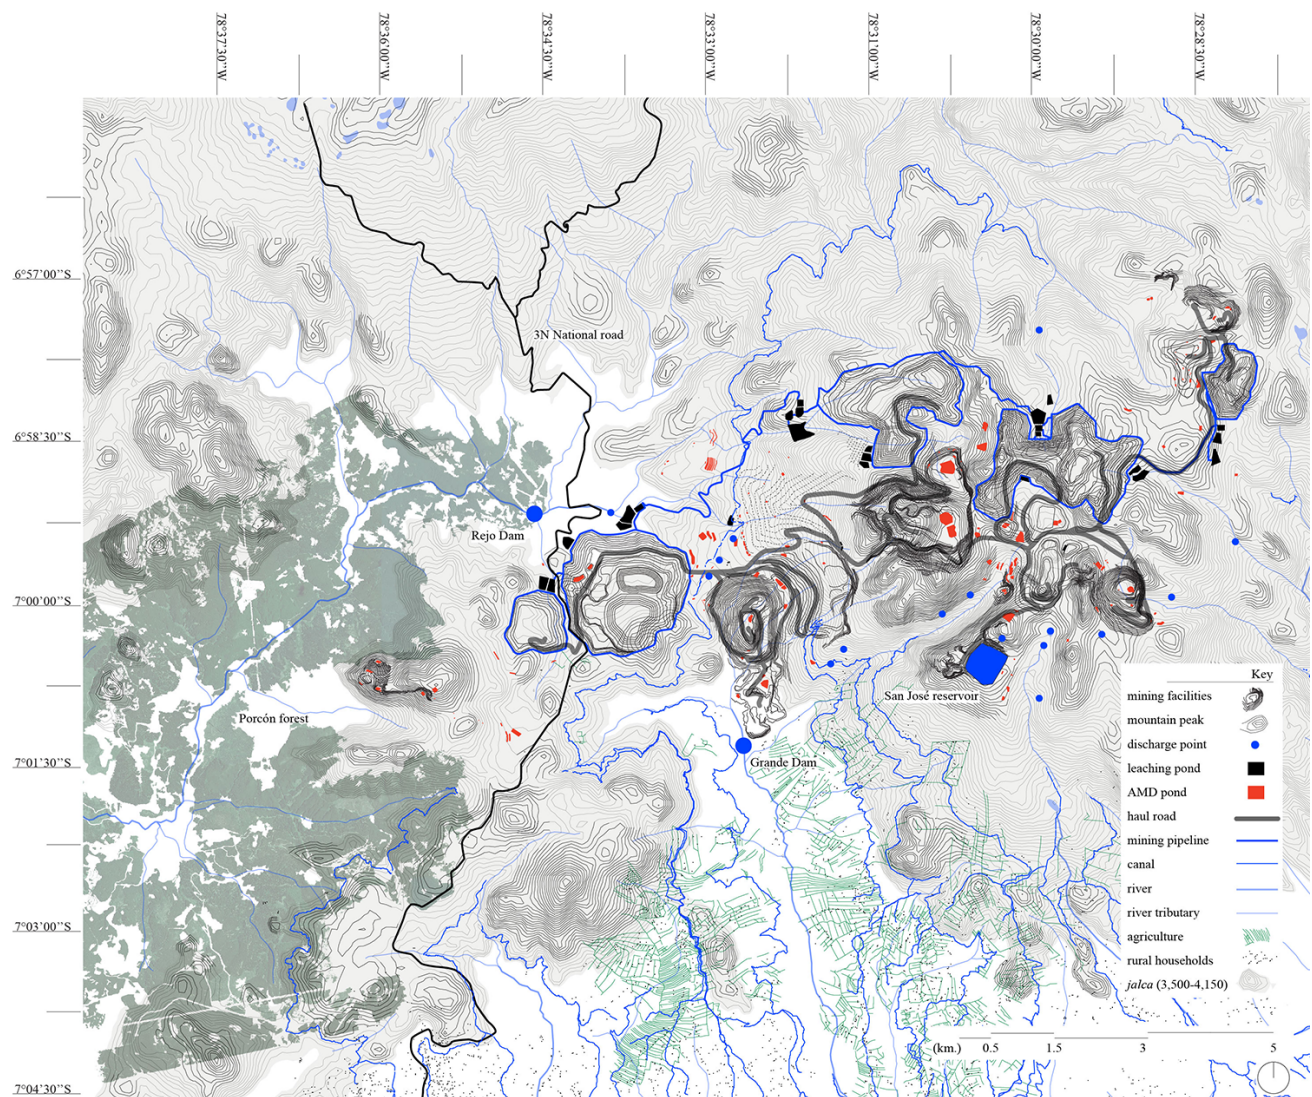 78°37’30’’W
78°36’00’’W
78°34’30’’W
78°33’00’’W
78°31’00’’W
78°30’00’’W
78°28’30’’W
6°57’00’’S
3N National road
6°58’30’’S
Rejo Dam
7°00’00’’S
San José reservoir
Porcón forest
Grande Dam
7°01’30’’S
7°03’00’’S
7°04’30’’S
Key
mining facilities
mountain peak
discharge point
leaching pond
AMD pond
haul road
mining pipeline
canal
river
river tributary
agriculture
rural households
jalca (3,500-4,150)
(km.) 0.5 1.5 3 5